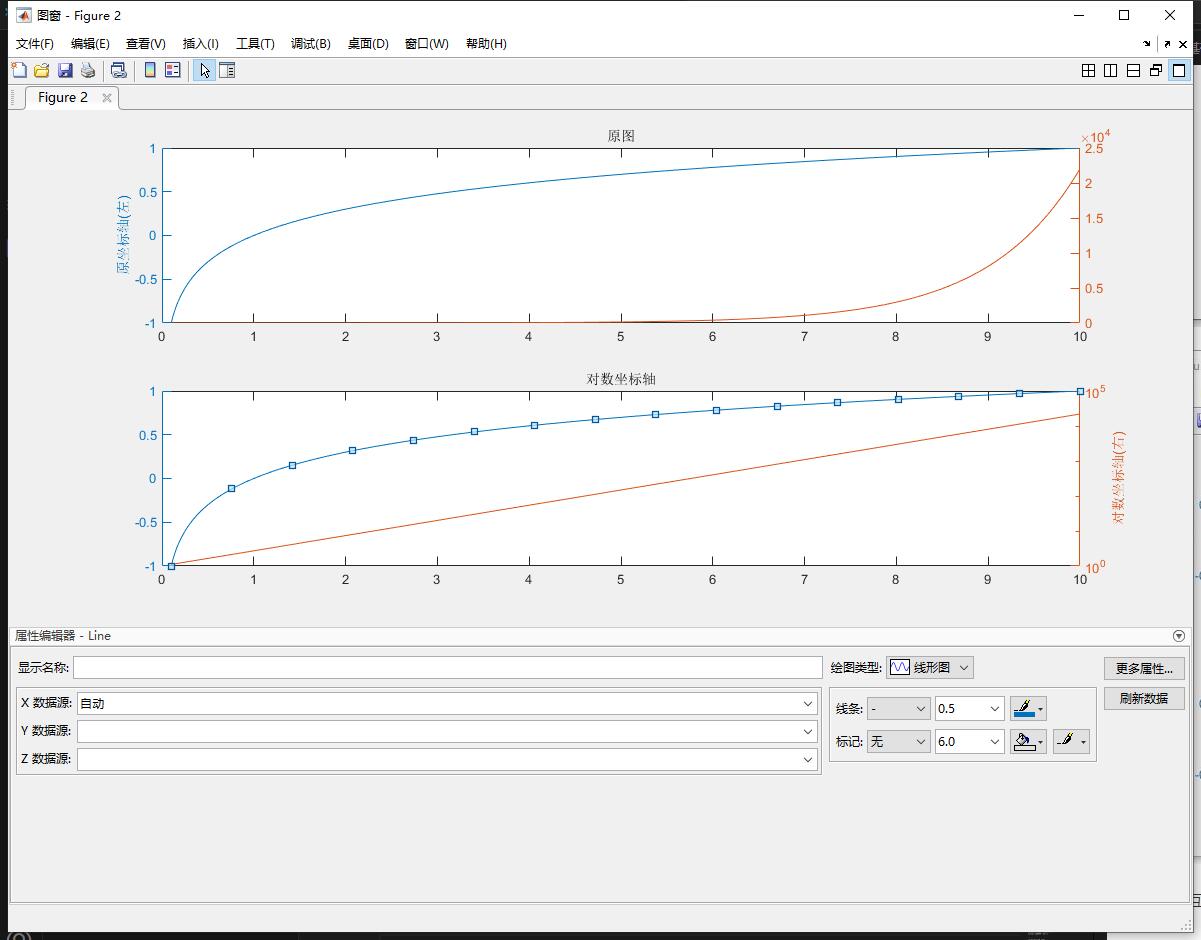 图窗 - Figure 2
文件(F) 编辑(E) 查看(V) 插入(I) 工具(T) 调试(B) 桌面(D) 窗口(W) 帮助(H)
Figure 2
原图
×10⁴
1 0.5 0 -0.5 -1
原坐标轴(左)
2.5 2 1.5 1 0.5 0
0 1 2 3 4 5 6 7 8 9 10
对数坐标轴
1 0.5 0 -0.5 -1
10⁵
10⁰
对数坐标轴(右)
0 1 2 3 4 5 6 7 8 9 10
属性编辑器 - Line
显示名称: 绘图类型: 线形图 更多属性...
X 数据源: 自动 线条: - 0.5 刷新数据
Y 数据源: 标记: 无 6.0
Z 数据源: